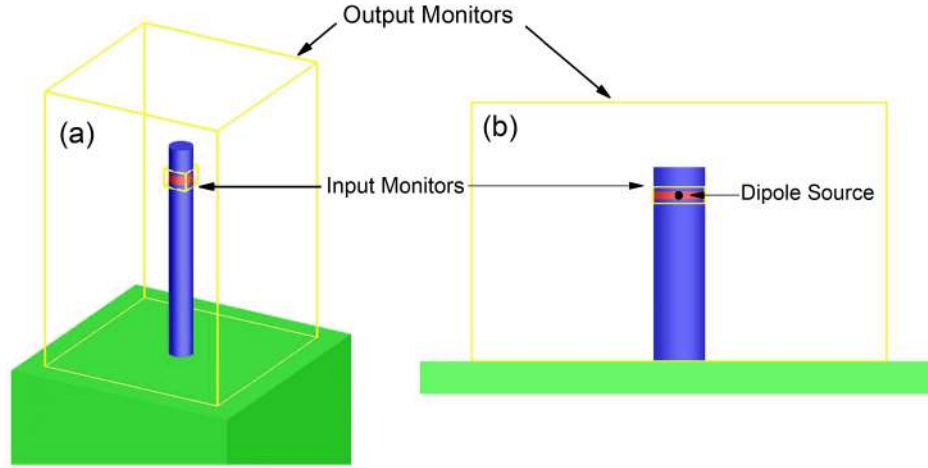 Output Monitors
(a)
(b)
Input Monitors
Dipole Source